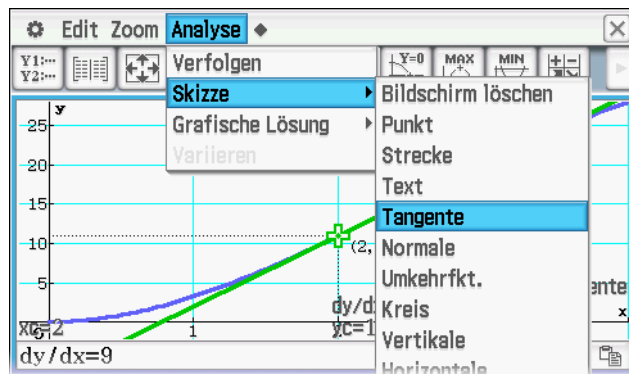 Edit Zoom Analyse
Y1:... Y2:... Y=0 MAX MIN
Verfolgen
Skizze
Grafische Lösung
Variieren
Bildschirm löschen
Punkt
Strecke
Text
Tangente
Normale
Umkehrfkt.
Kreis
Vertikale
Horizontale
y
25
20
15
10
5
(2,
1
x
xc=2
yc=1
dy/dx=9